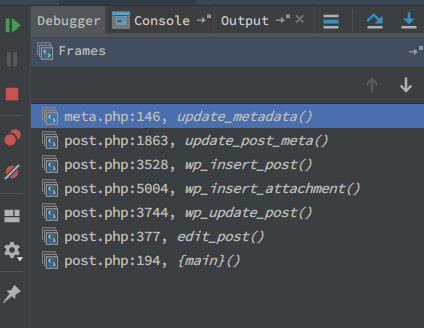 Debugger Console Output
Frames
meta.php:146, update_metadata()
post.php:1863, update_post_meta()
post.php:3528, wp_insert_post()
post.php:5004, wp_insert_attachment()
post.php:3744, wp_update_post()
post.php:377, edit_post()
post.php:194, {main}()